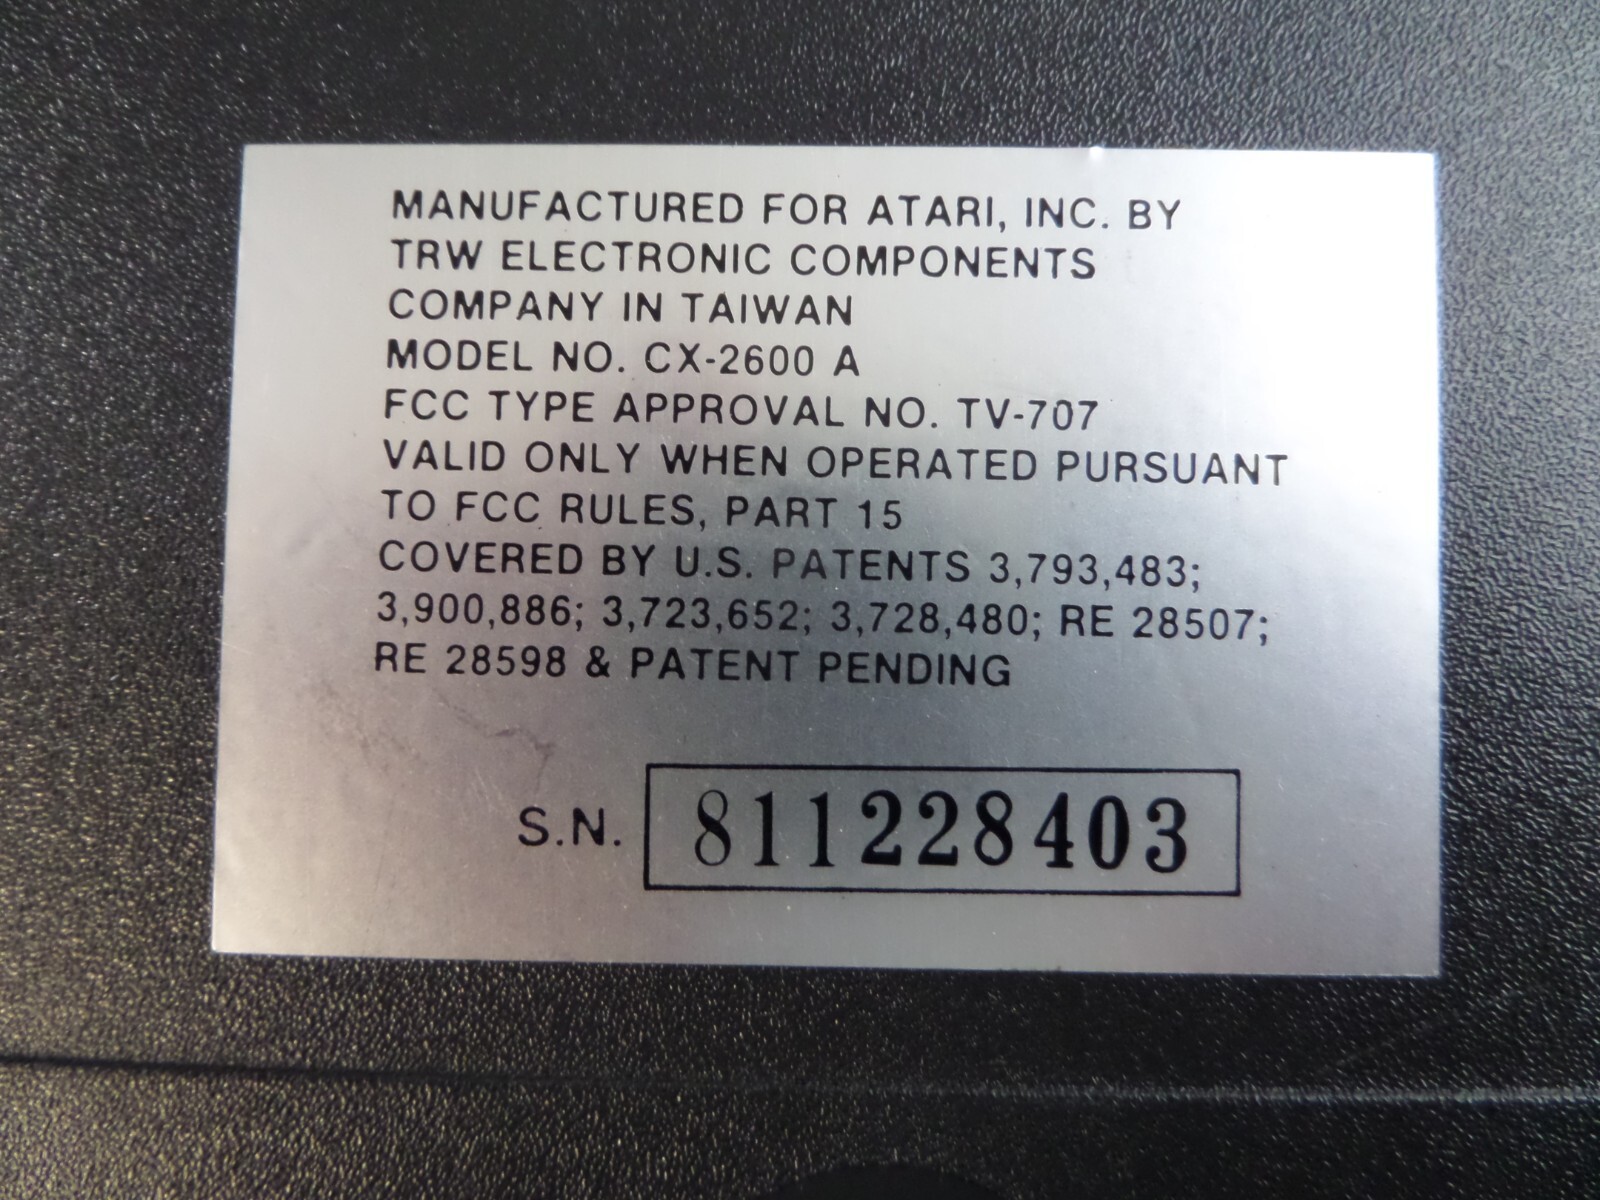 MANUFACTURED FOR ATARI, INC. BY
TRW ELECTRONIC COMPONENTS
COMPANY IN TAIWAN
MODEL NO. CX-2600 A
FCC TYPE APPROVAL NO. TV-707
VALID ONLY WHEN OPERATED PURSUANT
TO FCC RULES, PART 15
COVERED BY U.S. PATENTS 3,793,483;
3,900,886; 3,723,652; 3,728,480; RE 28507;
RE 28598 & PATENT PENDING
S.N. 811228403